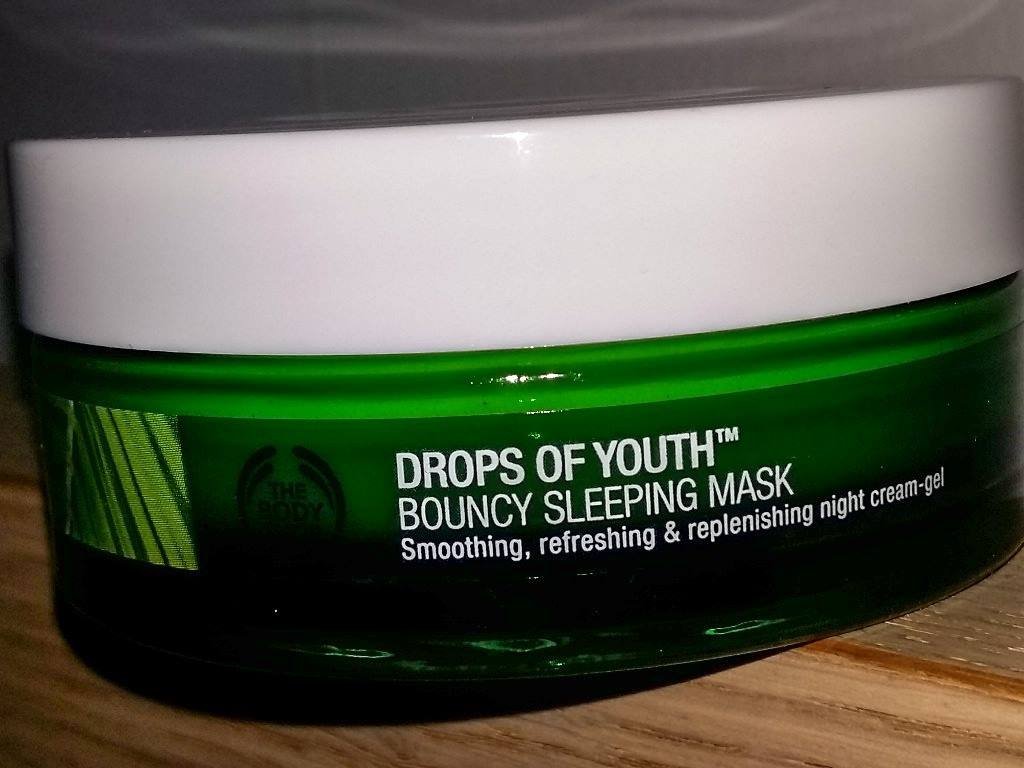 THE
BODY
DROPS OF YOUTH™
BOUNCY SLEEPING MASK
Smoothing, refreshing & replenishing night cream-gel